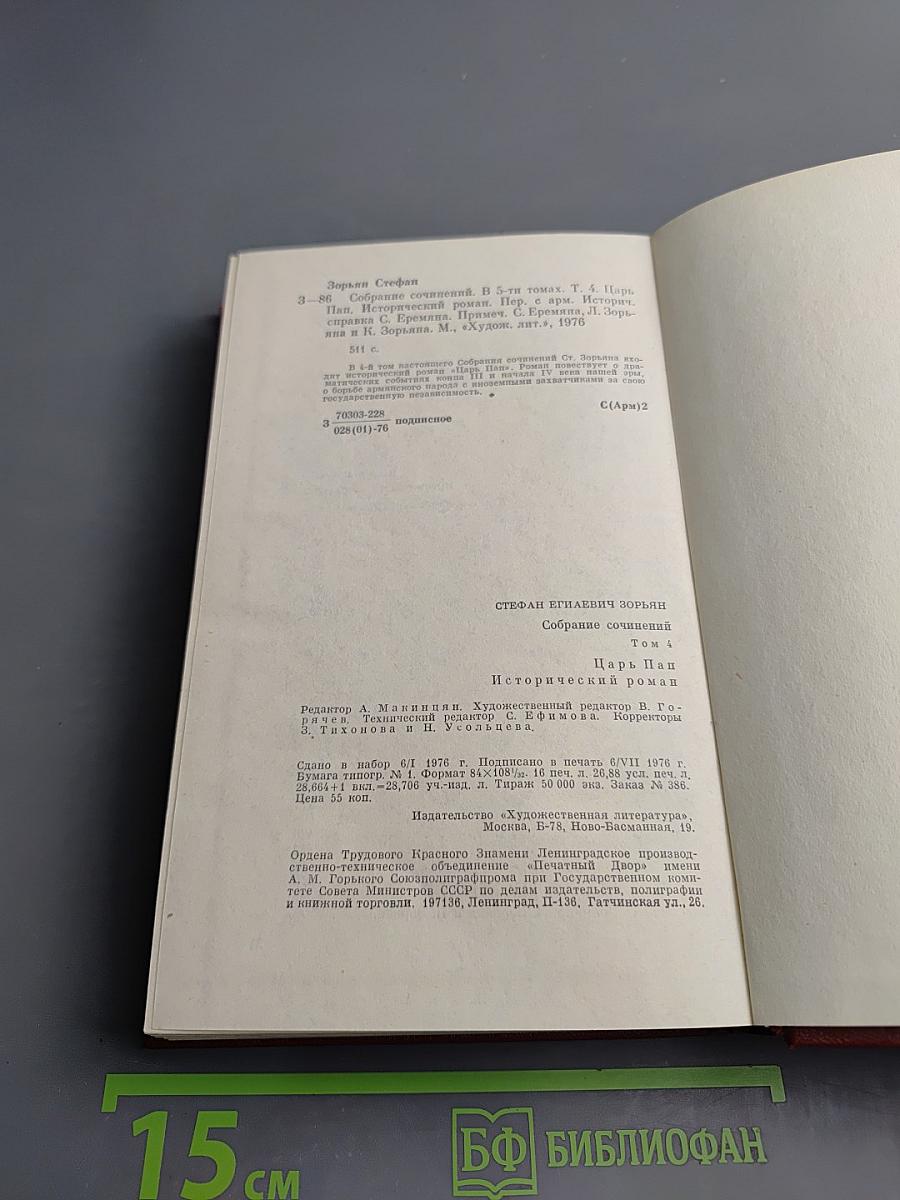 Зорьян Стефан
З—86 Собрание сочинений. В 5-ти томах. Т. 4. Царь
Пап. Исторический роман. Пер. с арм. Историч.
справка С. Еремяна. Примеч. С. Еремяна, Л. Зорь-
яна и К. Зорьяна. М., «Худож. лит.», 1976
511 с.
В 4-й том настоящего Собрания сочинений Ст. Зорьяна вхо-
дит исторический роман «Царь Пап». Роман повествует о дра-
матических событиях конца III и начала IV века нашей эры,
о борьбе армянского народа с иноземными захватчиками за свою
государственную независимость.
З 70303-228
028(01)-76 подписное
С(Арм)2
СТЕФАН ЕГИАЕВИЧ ЗОРЬЯН
Собрание сочинений
Том 4
Царь Пап
Исторический роман
Редактор А. Макинцян. Художественный редактор В. Го-
рячев. Технический редактор С. Ефимова. Корректоры
З. Тихонова и Н. Усольцева.
Сдано в набор 6/I 1976 г. Подписано в печать 6/VII 1976 г.
Бумага типогр. № 1. Формат 84×108¹/₃₂. 16 печ. л. 26,88 усл. печ. л.
28,664+1 вкл.=28,706 уч.-изд. л. Тираж 50 000 экз. Заказ № 386.
Цена 55 коп.
Издательство «Художественная литература»,
Москва, Б-78, Ново-Басманная, 19.
Ордена Трудового Красного Знамени Ленинградское производ-
ственно-техническое объединение «Печатный Двор» имени
А. М. Горького Союзполиграфпрома при Государственном коми-
тете Совета Министров СССР по делам издательств, полиграфии
и книжной торговли. 197136, Ленинград, П-136, Гатчинская ул., 26.
15 см
БФ БИБЛИОФАН